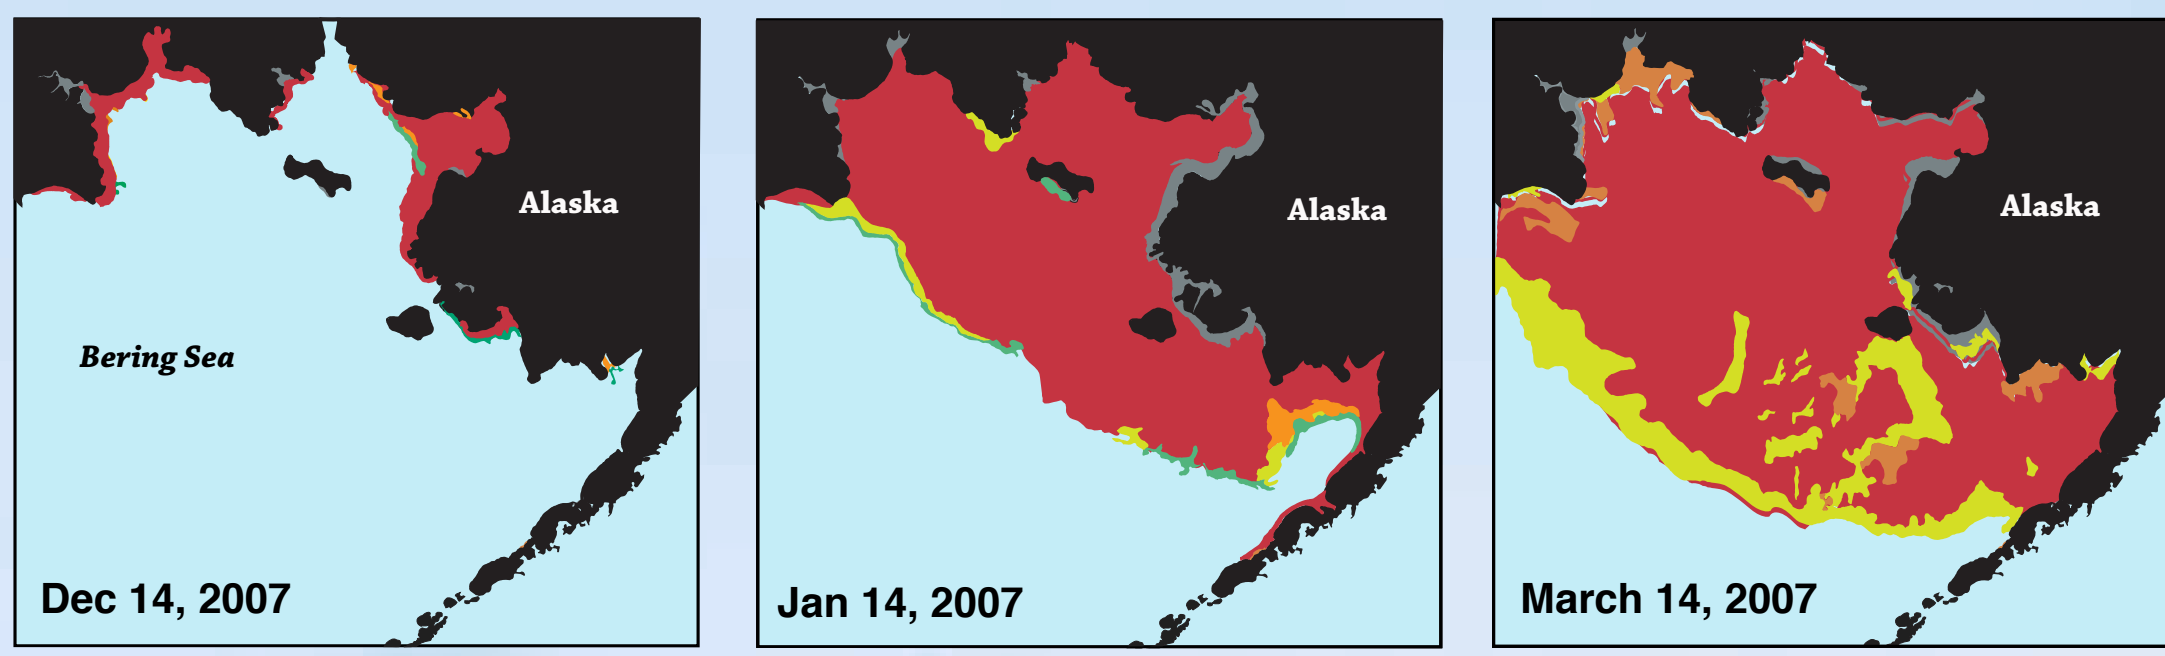 Alaska
Bering Sea
Dec 14, 2007
Alaska
Jan 14, 2007
Alaska
March 14, 2007